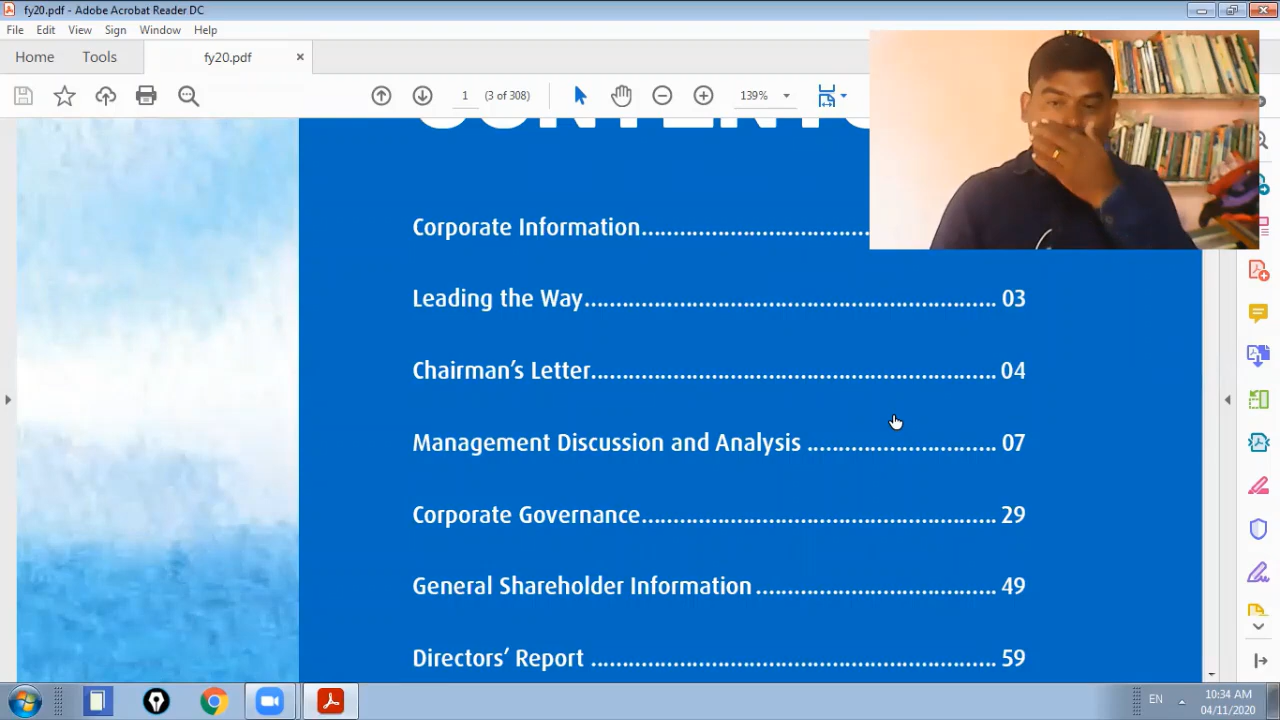 fy20.pdf - Adobe Acrobat Reader DC
File Edit View Sign Window Help
Home Tools fy20.pdf
1 (3 of 308) 139%
CONTENTS
Corporate Information
Leading the Way 03
Chairman's Letter 04
Management Discussion and Analysis 07
Corporate Governance 29
General Shareholder Information 49
Directors' Report 59
EN 10:34 AM
04/11/2020